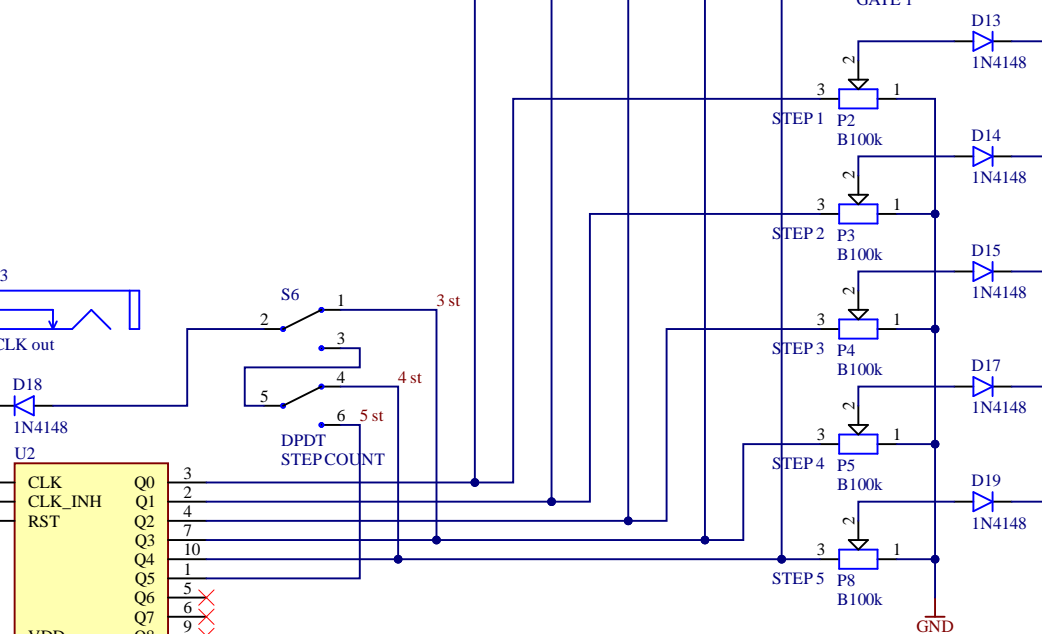 GATE 1
D13
1N4148
2
3
1
STEP 1
P2
B100k
D14
1N4148
2
3
1
STEP 2
P3
B100k
D15
1N4148
2
3
1
STEP 3
P4
B100k
D17
1N4148
2
3
1
STEP 4
P5
B100k
D19
1N4148
2
3
1
STEP 5
P8
B100k
GND
3
CLK out
S6
2
1
3 st
3
5
4
4 st
6
5 st
DPDT
STEP COUNT
D18
1N4148
U2
CLK Q0 3
CLK_INH Q1 2
RST Q2 4
Q3 7
Q4 10
Q5 1
Q6 5
Q7 6
VDD Q8 9